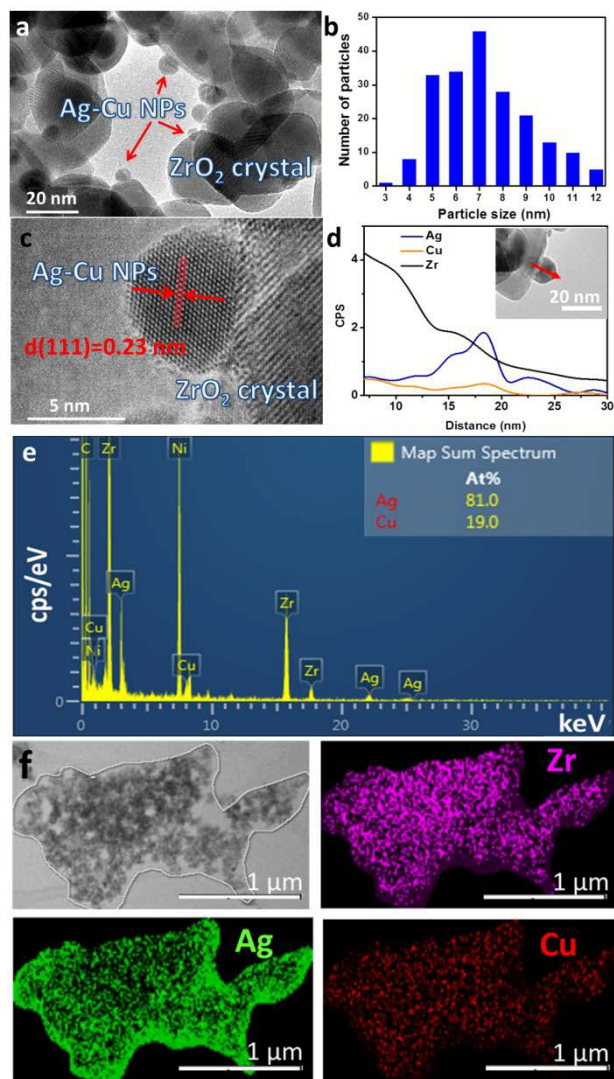 a
Ag-Cu NPs
ZrO₂ crystal
20 nm
b
Number of particles
50
40
30
20
10
0
3 4 5 6 7 8 9 10 11 12
Particle size (nm)
c
Ag-Cu NPs
d(111)=0.23 nm
ZrO₂ crystal
5 nm
d
Ag
Cu
Zr
20 nm
CPS
4
2
0
10 15 20 25 30
Distance (nm)
e
C Zr Ni
Map Sum Spectrum
At%
Ag 81.0
Cu 19.0
cps/eV
Ag
Zr
Cu
Ni
Cu
Zr
Ag
Ag
0
0 10 20 30
keV
f
1 µm
Zr
1 µm
Ag
1 µm
Cu
1 µm